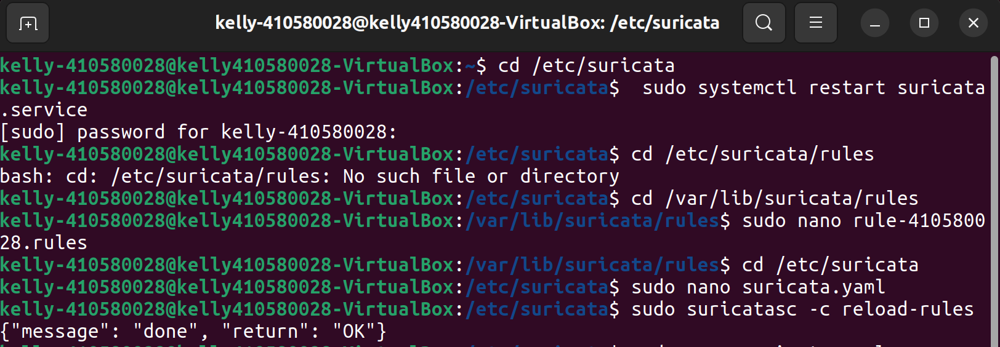 kelly-410580028@kelly410580028-VirtualBox: /etc/suricata
kelly-410580028@kelly410580028-VirtualBox:~$ cd /etc/suricata
kelly-410580028@kelly410580028-VirtualBox:/etc/suricata$  sudo systemctl restart suricata
.service
[sudo] password for kelly-410580028:
kelly-410580028@kelly410580028-VirtualBox:/etc/suricata$ cd /etc/suricata/rules
bash: cd: /etc/suricata/rules: No such file or directory
kelly-410580028@kelly410580028-VirtualBox:/etc/suricata$ cd /var/lib/suricata/rules
kelly-410580028@kelly410580028-VirtualBox:/var/lib/suricata/rules$ sudo nano rule-4105800
28.rules
kelly-410580028@kelly410580028-VirtualBox:/var/lib/suricata/rules$ cd /etc/suricata
kelly-410580028@kelly410580028-VirtualBox:/etc/suricata$ sudo nano suricata.yaml
kelly-410580028@kelly410580028-VirtualBox:/etc/suricata$ sudo suricatasc -c reload-rules
{"message": "done", "return": "OK"}